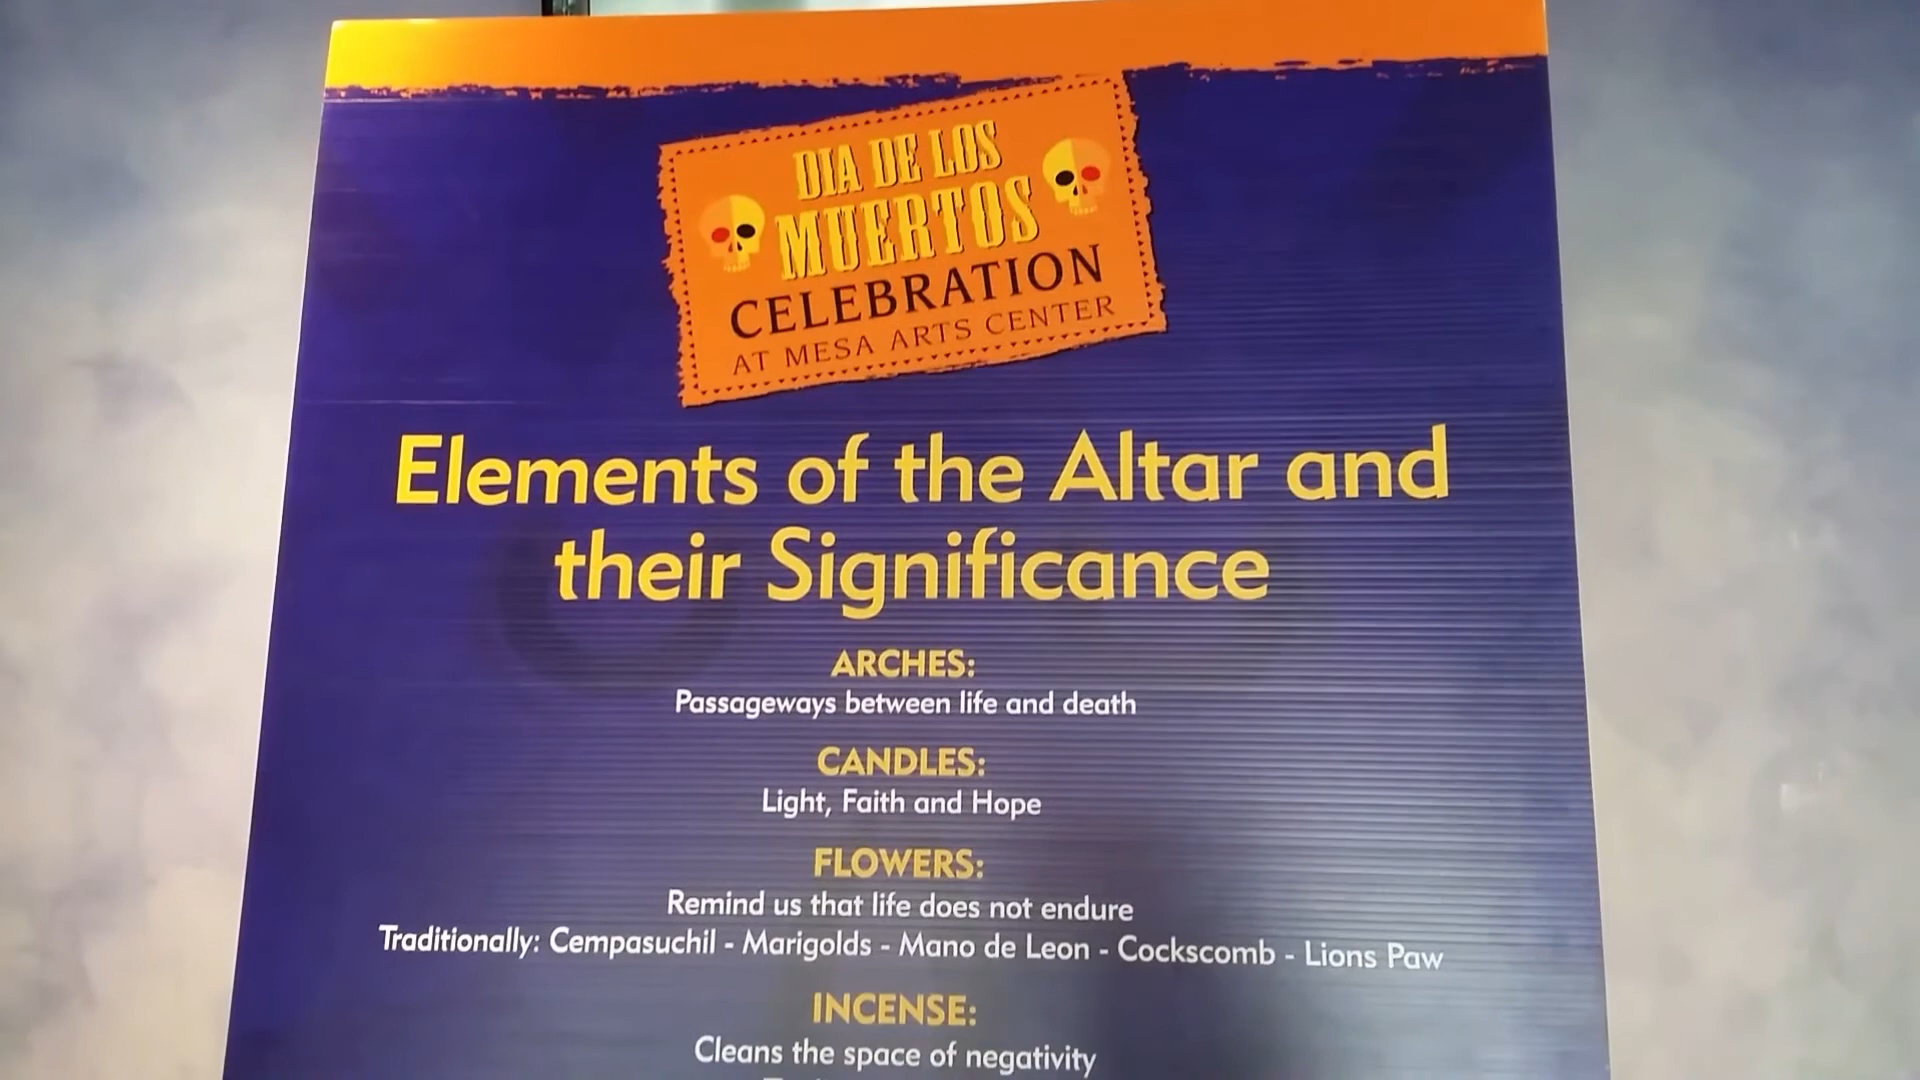 DIA DE LOS
MUERTOS
CELEBRATION
AT MESA ARTS CENTER
Elements of the Altar and
their Significance
ARCHES:
Passageways between life and death
CANDLES:
Light, Faith and Hope
FLOWERS:
Remind us that life does not endure
Traditionally: Cempasuchil - Marigolds - Mano de Leon - Cockscomb - Lions Paw
INCENSE:
Cleans the space of negativity